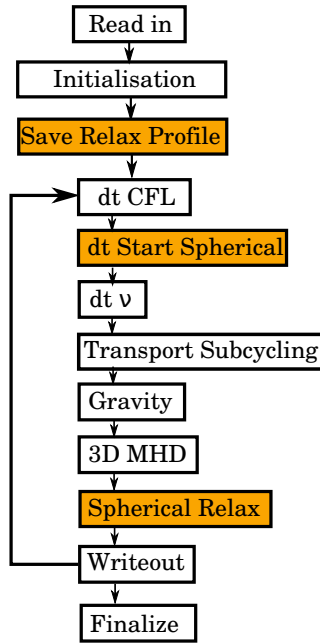 Read in
Initialisation
Save Relax Profile
dt CFL
dt Start Spherical
dt ν
Transport Subcycling
Gravity
3D MHD
Spherical Relax
Writeout
Finalize